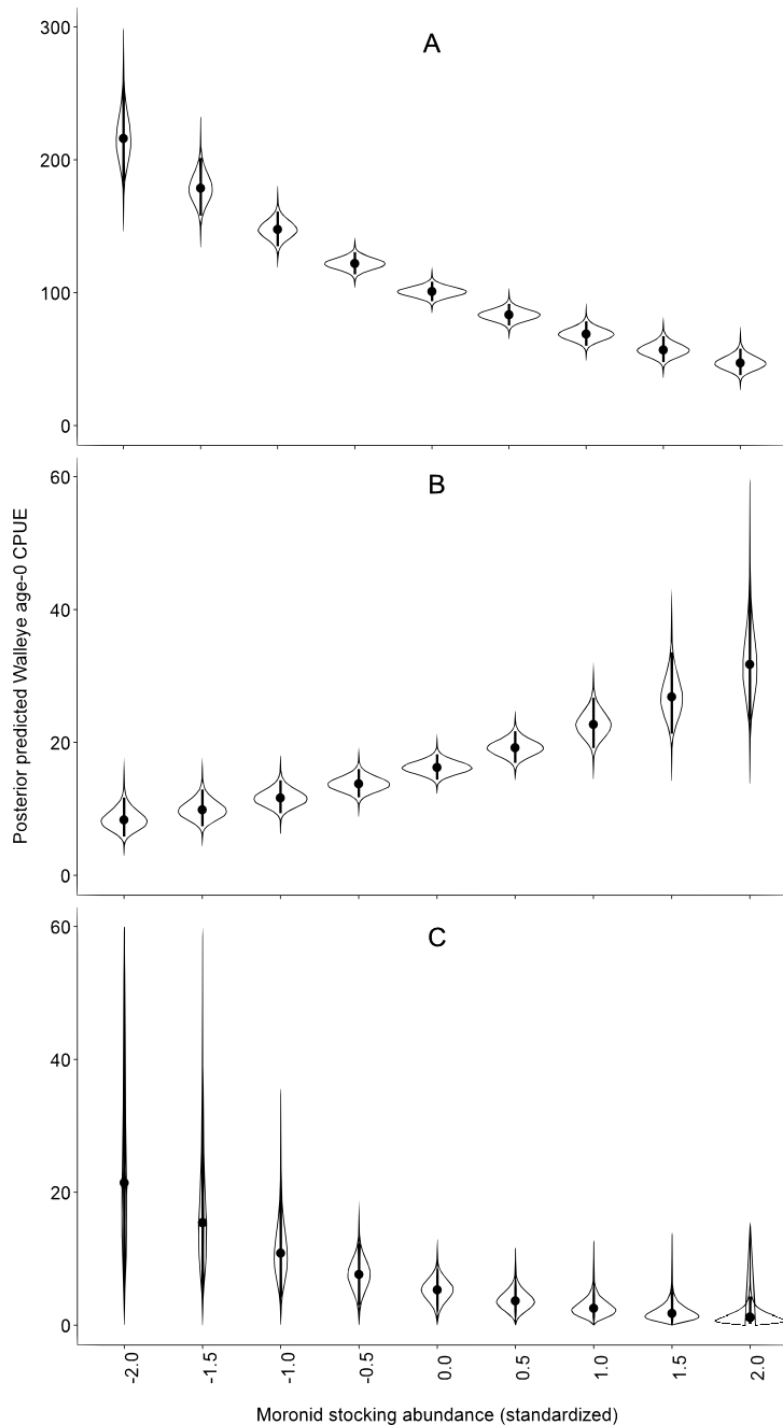 Posterior predicted Walleye age-0 CPUE
A
300
200
100
0
B
60
40
20
0
C
60
40
20
0
-2.0 -1.5 -1.0 -0.5 0.0 0.5 1.0 1.5 2.0
Moronid stocking abundance (standardized)